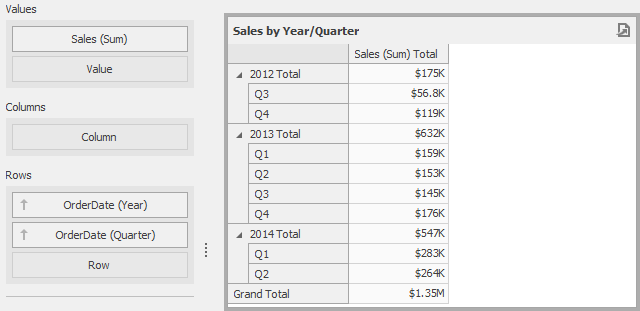 Values
Sales (Sum)
Value
Columns
Column
Rows
OrderDate (Year)
OrderDate (Quarter)
Row
Sales by Year/Quarter
Sales (Sum) Total
2012 Total $175K
Q3 $56.8K
Q4 $119K
2013 Total $632K
Q1 $159K
Q2 $153K
Q3 $145K
Q4 $176K
2014 Total $547K
Q1 $283K
Q2 $264K
Grand Total $1.35M